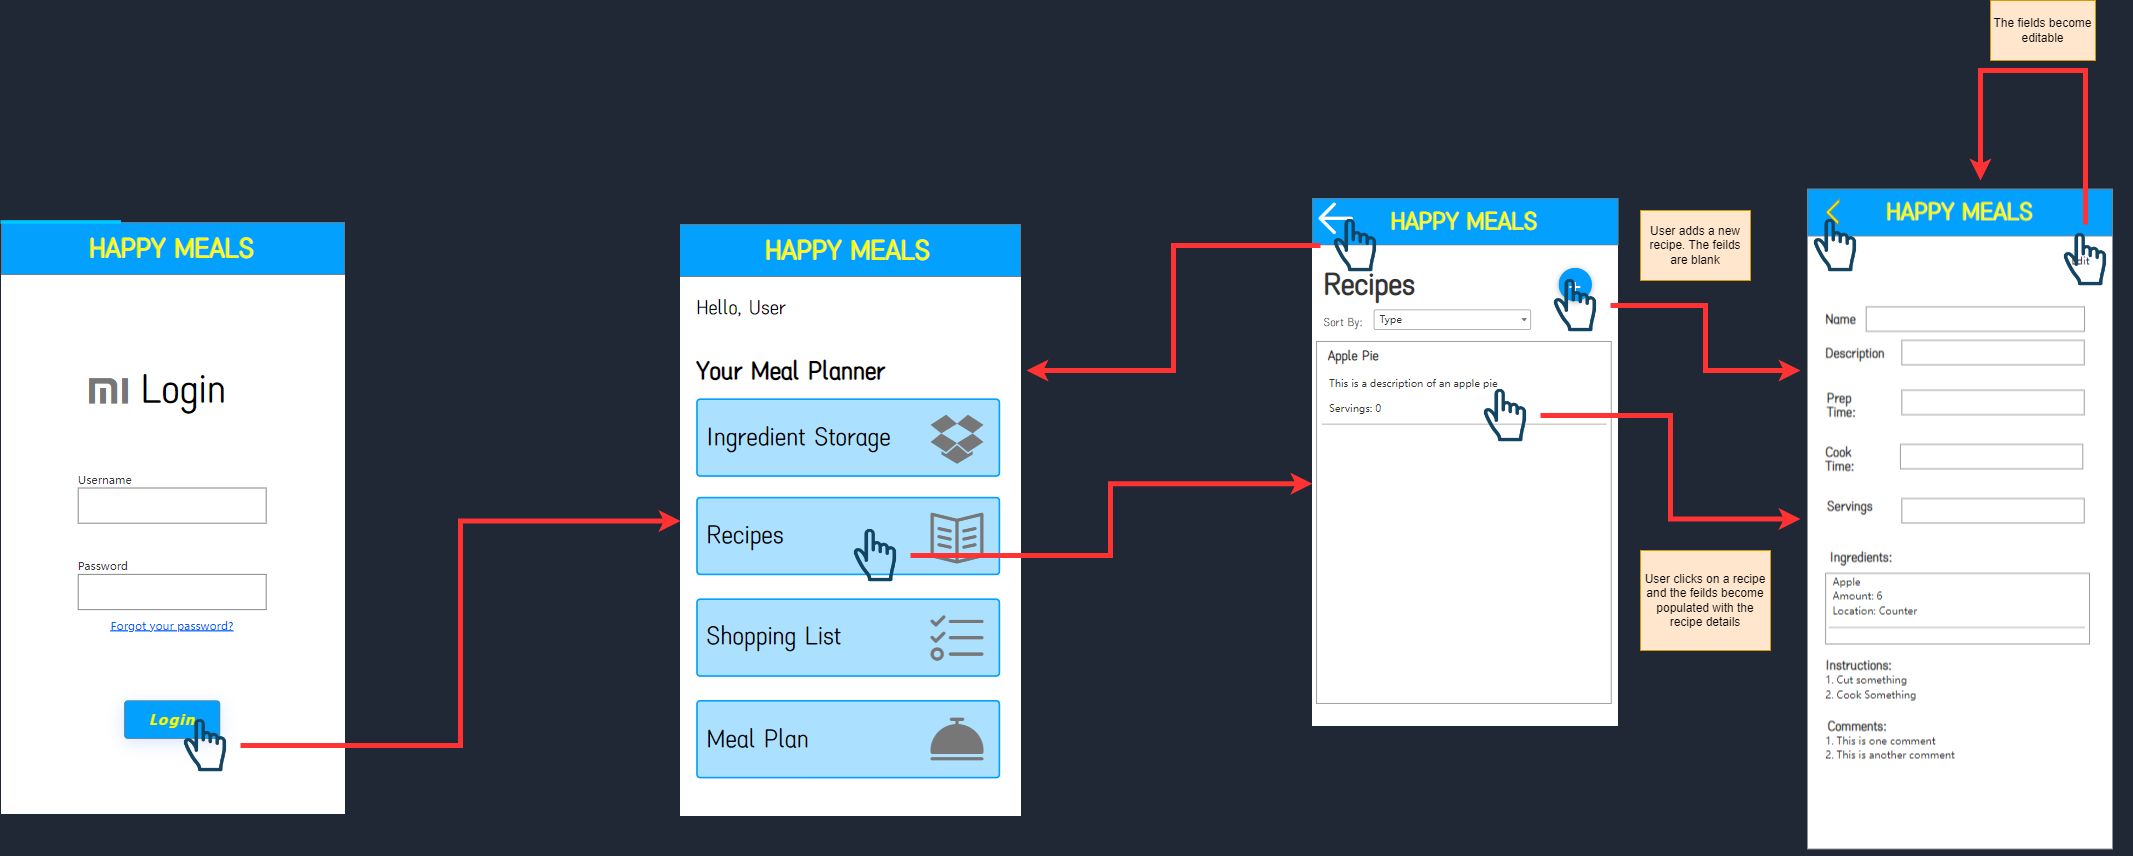 HAPPY MEALS
Login
Username
Password
Forgot your password?
Login
HAPPY MEALS
Hello, User
Your Meal Planner
Ingredient Storage
Recipes
Shopping List
Meal Plan
HAPPY MEALS
Recipes
Sort By:
Type
Apple Pie
This is a description of an apple pie
Servings: 0
User adds a new
recipe. The feilds
are blank
User clicks on a recipe
and the feilds become
populated with the
recipe details
The fields become
editable
HAPPY MEALS
Name
Description
Prep
Time:
Cook
Time:
Servings
Ingredients:
Apple
Amount: 6
Location: Counter
Instructions:
1. Cut something
2. Cook Something
Comments:
1. This is one comment
2. This is another comment